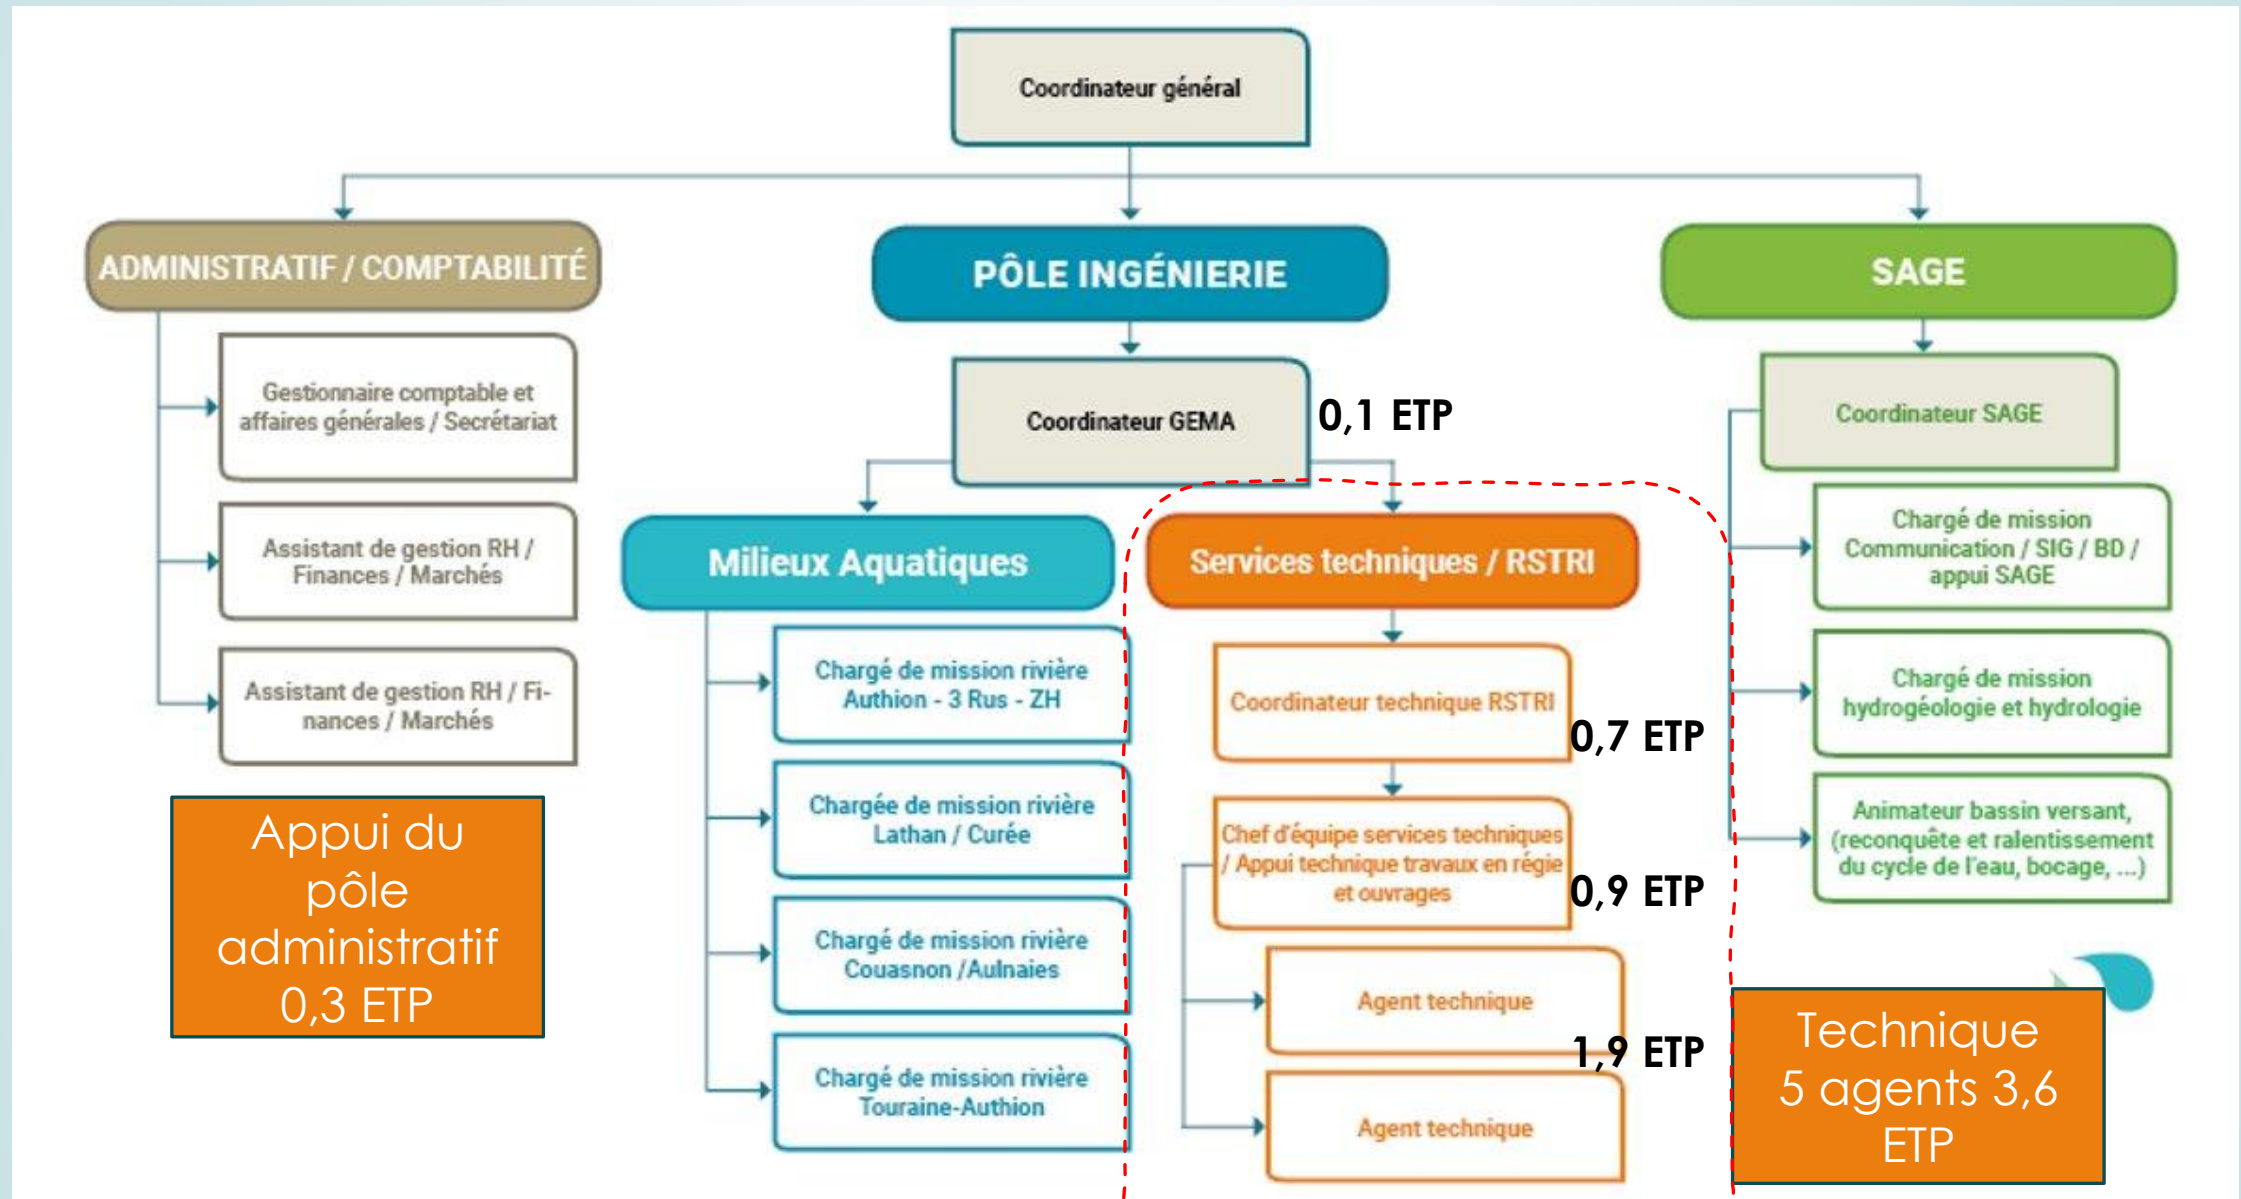 Coordinateur général
ADMINISTRATIF / COMPTABILITÉ
Gestionnaire comptable et
affaires générales / Secrétariat
Assistant de gestion RH /
Finances / Marchés
Assistant de gestion RH / Fi-
nances / Marchés
Appui du
pôle
administratif
0,3 ETP
PÔLE INGÉNIERIE
Coordinateur GEMA
0,1 ETP
Milieux Aquatiques
Chargé de mission rivière
Authion - 3 Rus - ZH
Chargée de mission rivière
Lathan / Curée
Chargé de mission rivière
Couasnon /Aulnaies
Chargé de mission rivière
Touraine-Authion
Services techniques / RSTRI
Coordinateur technique RSTRI
0,7 ETP
Chef d'équipe services techniques
/ Appui technique travaux en régie
et ouvrages
0,9 ETP
Agent technique
1,9 ETP
Agent technique
SAGE
Coordinateur SAGE
Chargé de mission
Communication / SIG / BD /
appui SAGE
Chargé de mission
hydrogéologie et hydrologie
Animateur bassin versant,
(reconquête et ralentissement
du cycle de l'eau, bocage, ...)
Technique
5 agents 3,6
ETP